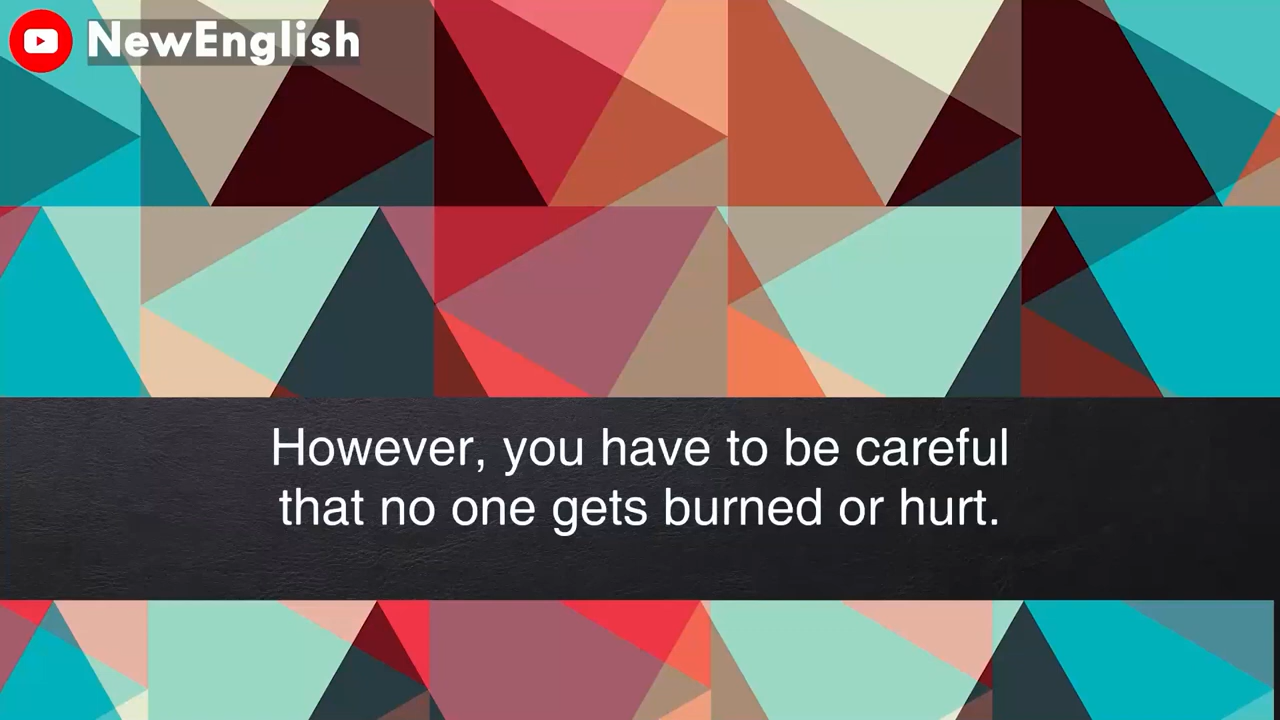 NewEnglish
However, you have to be careful
that no one gets burned or hurt.